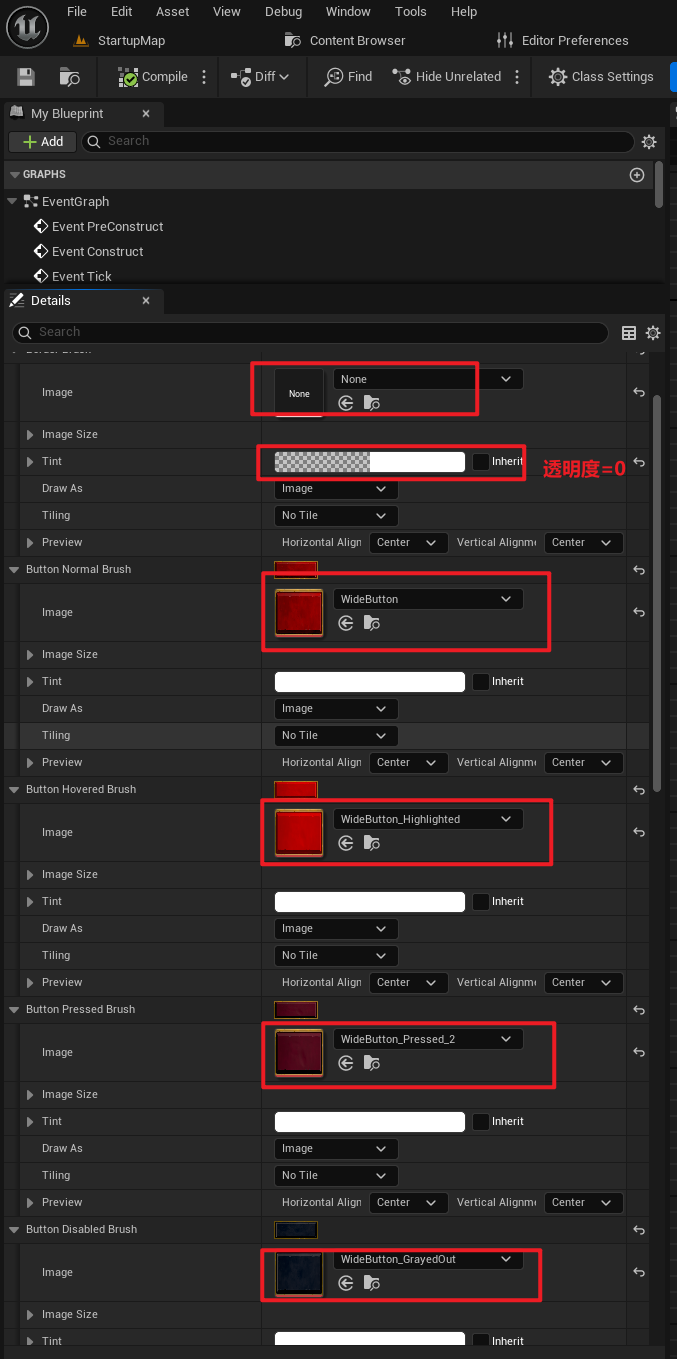 File Edit Asset View Debug Window Tools Help
StartupMap Content Browser Editor Preferences
Compile Diff Find Hide Unrelated Class Settings
My Blueprint
Add Search
GRAPHS
EventGraph
Event PreConstruct
Event Construct
Event Tick
Details
Search
Image None None
Image Size
Tint Inherit 透明度=0
Draw As Image
Tiling No Tile
Preview Horizontal Align Center Vertical Alignme Center
Button Normal Brush
Image WideButton
Image Size
Tint Inherit
Draw As Image
Tiling No Tile
Preview Horizontal Align Center Vertical Alignme Center
Button Hovered Brush
Image WideButton_Highlighted
Image Size
Tint Inherit
Draw As Image
Tiling No Tile
Preview Horizontal Align Center Vertical Alignme Center
Button Pressed Brush
Image WideButton_Pressed_2
Image Size
Tint Inherit
Draw As Image
Tiling No Tile
Preview Horizontal Align Center Vertical Alignme Center
Button Disabled Brush
Image WideButton_GrayedOut
Image Size
Tint Inherit